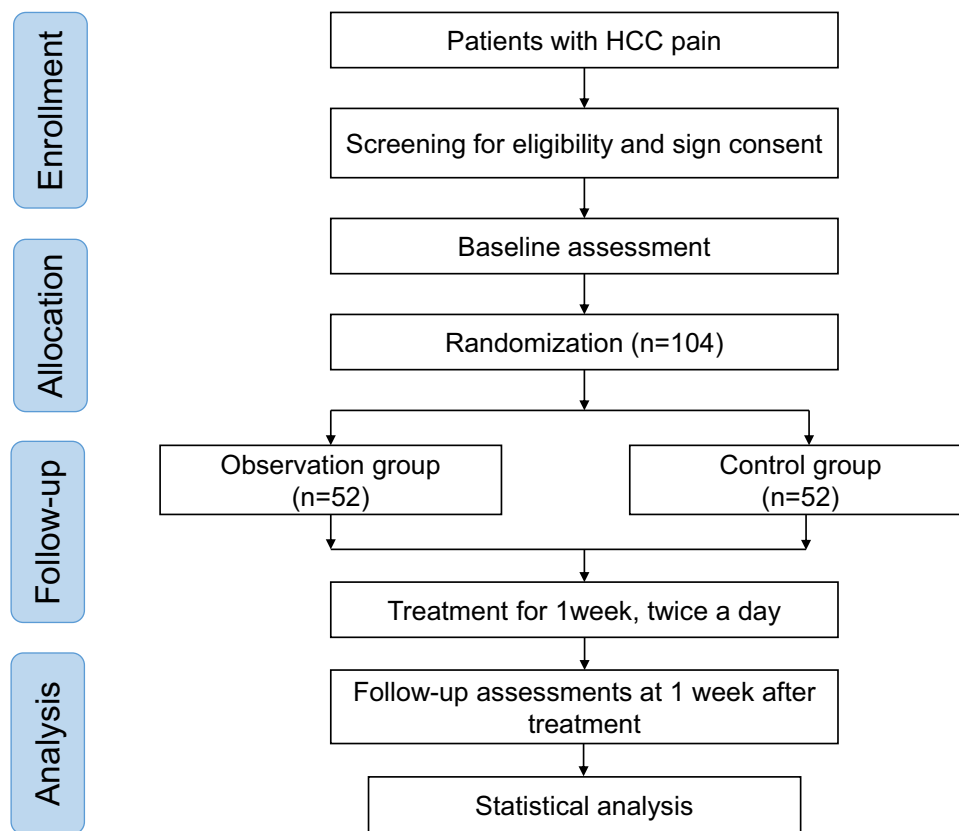 Enrollment
Patients with HCC pain
Screening for eligibility and sign consent
Allocation
Baseline assessment
Randomization (n=104)
Follow-up
Observation group
(n=52)
Control group
(n=52)
Treatment for 1week, twice a day
Analysis
Follow-up assessments at 1 week after
treatment
Statistical analysis